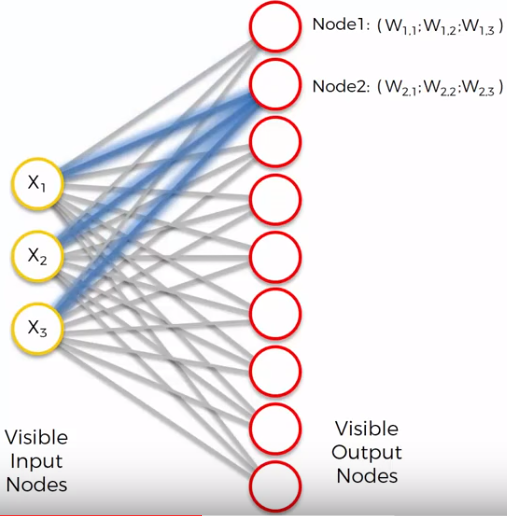 Node1: (W1,1;W1,2;W1,3)
Node2: (W2,1;W2,2;W2,3)
X1
X2
X3
Visible
Input
Nodes
Visible
Output
Nodes